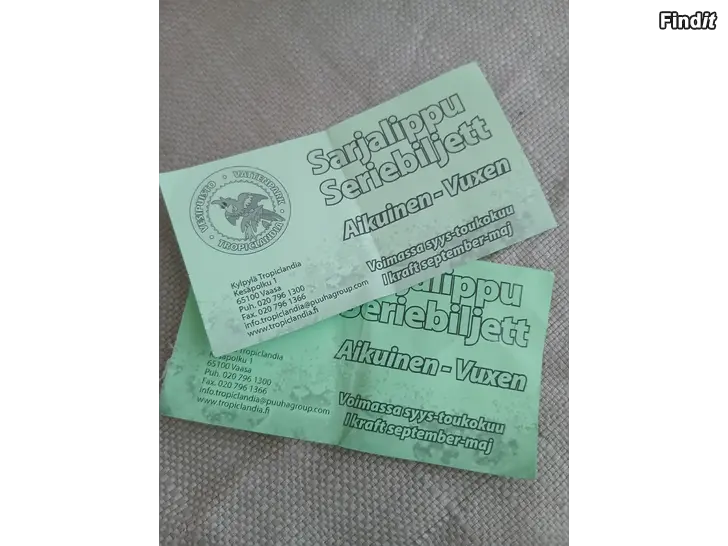 Findit
Sarjalippu
Seriebiljett
Aikuinen - Vuxen
Voimassa syys-toukokuu
I kraft september-maj
VESIPUISTO • VATTENPARK • TROPICLANDIA •
Kylpylä Tropiclandia
Kesäpolku 1
65100 Vaasa
Puh. 020 796 1300
Fax. 020 796 1366
info.tropiclandia@puuhagroup.com
www.tropiclandia.fi
Seriebiljett
Aikuinen - Vuxen
Voimassa syys-toukokuu
I kraft september-maj
Kesäpolku 1
65100 Vaasa
Puh. 020 796 1300
Fax. 020 796 1366
info.tropiclandia@puuhagroup.com
www.tropiclandia.fi